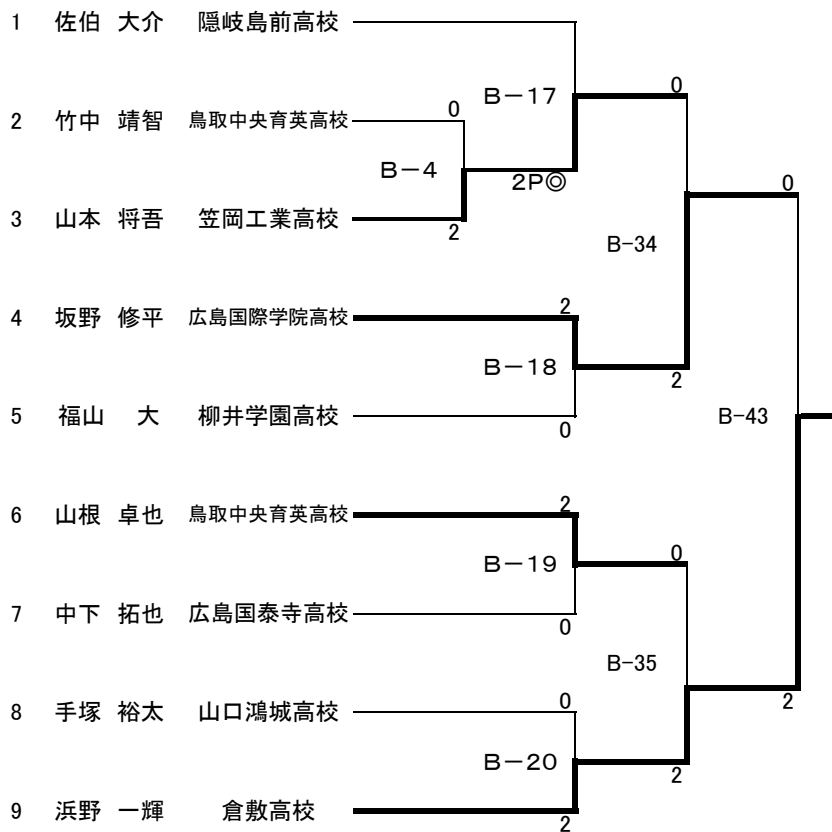 1 佐伯 大介 隠岐島前高校
B－17
0
2 竹中 靖智 鳥取中央育英高校
0
B－4
2P◎
0
3 山本 将吾 笠岡工業高校
2
B-34
4 坂野 修平 広島国際学院高校
2
B－18
2
5 福山 大 柳井学園高校
0
B-43
6 山根 卓也 鳥取中央育英高校
2
B－19
0
7 中下 拓也 広島国泰寺高校
0
B-35
8 手塚 裕太 山口鴻城高校
0
2
B－20
2
9 浜野 一輝 倉敷高校
2